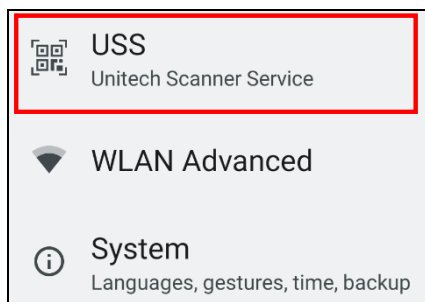 USS
Unitech Scanner Service
WLAN Advanced
System
Languages, gestures, time, backup